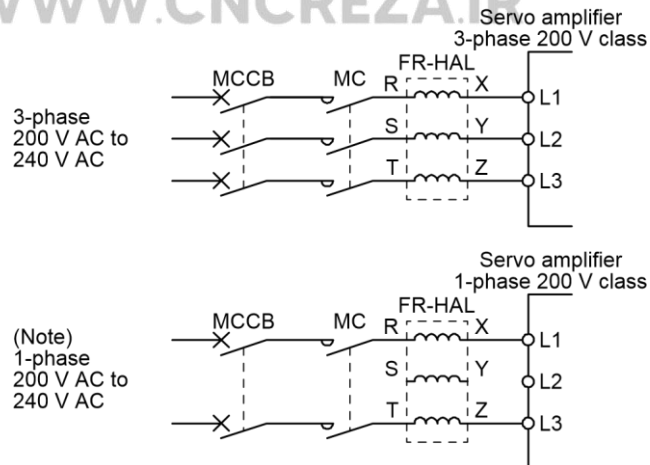 WWW.CNCREZA.IR
Servo amplifier
3-phase 200 V class
FR-HAL
MCCB MC R X
L1
3-phase
200 V AC to
240 V AC
S Y
L2
T Z
L3
Servo amplifier
1-phase 200 V class
FR-HAL
MCCB MC R X
L1
(Note)
1-phase
200 V AC to
240 V AC
S Y
L2
T Z
L3